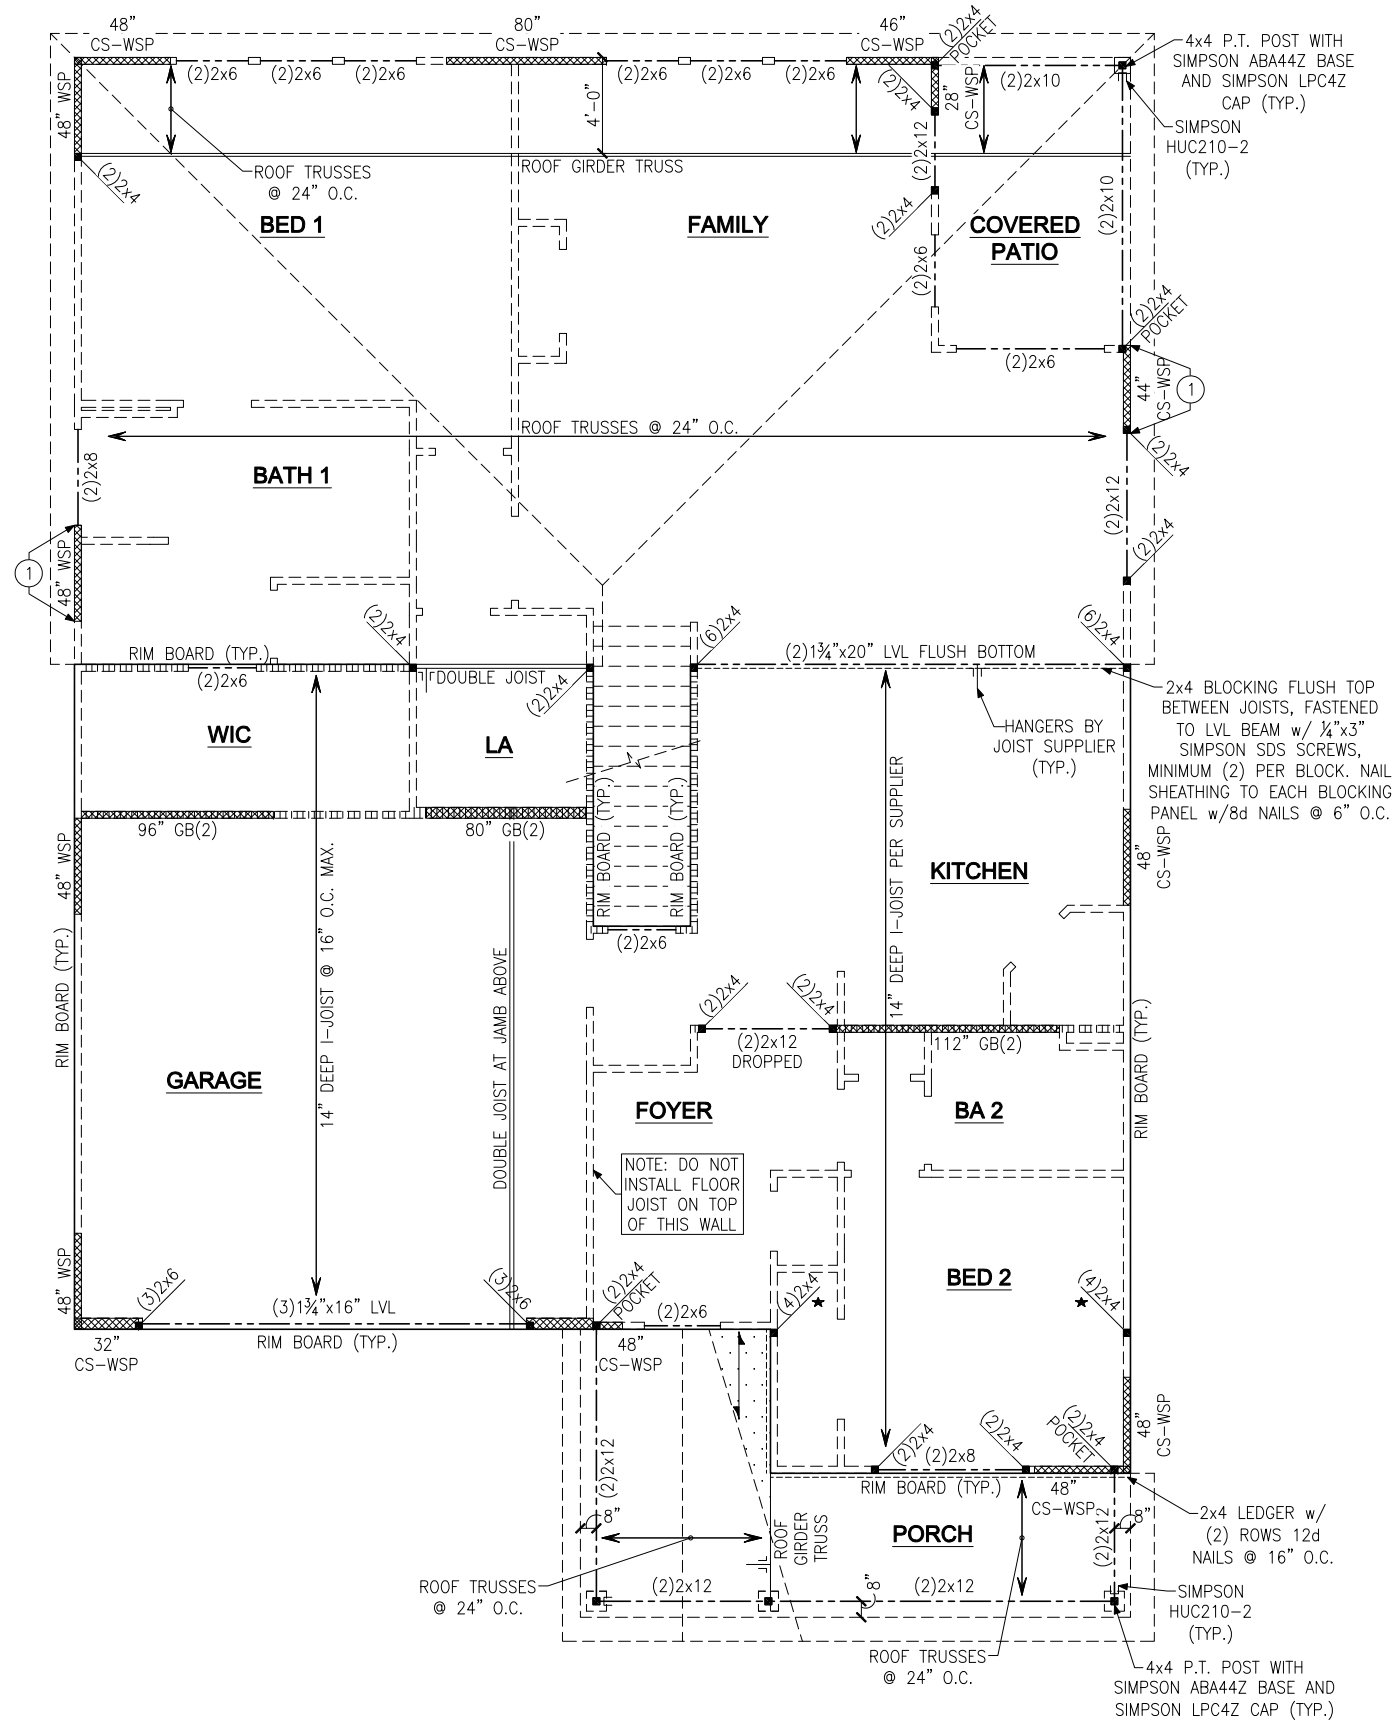 48"
CS-WSP
80"
CS-WSP
46"
CS-WSP
(2)2x4
POCKET
4x4 P.T. POST WITH
SIMPSON ABA44Z BASE
AND SIMPSON LPC4Z
CAP (TYP.)
(2)2x6
(2)2x6
(2)2x6
(2)2x6
(2)2x6
(2)2x6
(2)2x4
28"
CS-WSP
(2)2x10
48" WSP
4'-0"
SIMPSON
HUC210-2
(TYP.)
(2)2x12
ROOF TRUSSES
@ 24" O.C.
ROOF GIRDER TRUSS
(2)2x4
(2)2x4
(2)2x10
BED 1
FAMILY
COVERED
PATIO
(2)2x6
(2)2x4
POCKET
(2)2x6
44"
CS-WSP
1
ROOF TRUSSES @ 24" O.C.
(2)2x4
(2)2x8
BATH 1
(2)2x12
(2)2x4
1
48" WSP
(2)2x4
(6)2x4
(6)2x4
RIM BOARD (TYP.)
(2)1¾"x20" LVL FLUSH BOTTOM
(2)2x6
DOUBLE JOIST
(2)2x4
2x4 BLOCKING FLUSH TOP
BETWEEN JOISTS, FASTENED
TO LVL BEAM w/ ¼"x3"
SIMPSON SDS SCREWS,
MINIMUM (2) PER BLOCK. NAIL
SHEATHING TO EACH BLOCKING
PANEL w/8d NAILS @ 6" O.C.
HANGERS BY
JOIST SUPPLIER
(TYP.)
WIC
LA
RIM BOARD (TYP.)
RIM BOARD (TYP.)
14" DEEP I-JOIST PER SUPPLIER
96" GB(2)
80" GB(2)
48" WSP
14" DEEP I-JOIST @ 16" O.C. MAX.
KITCHEN
48"
CS-WSP
RIM BOARD (TYP.)
(2)2x6
DOUBLE JOIST AT JAMB ABOVE
(2)2x4
(2)2x4
(2)2x12
DROPPED
112" GB(2)
RIM BOARD (TYP.)
GARAGE
FOYER
BA 2
NOTE: DO NOT
INSTALL FLOOR
JOIST ON TOP
OF THIS WALL
48" WSP
BED 2
(3)2x6
(3)1¾"x16" LVL
(3)2x6
(2)2x4
POCKET
(2)2x6
(4)2x4
★
★
(4)2x4
32"
CS-WSP
RIM BOARD (TYP.)
48"
CS-WSP
48"
CS-WSP
(2)2x12
(2)2x4
(2)2x8
(2)2x4
(2)2x4
POCKET
RIM BOARD (TYP.)
48"
CS-WSP
8"
ROOF
GIRDER
TRUSS
PORCH
(2)2x12
8"
2x4 LEDGER w/
(2) ROWS 12d
NAILS @ 16" O.C.
ROOF TRUSSES
@ 24" O.C.
(2)2x12
8"
(2)2x12
SIMPSON
HUC210-2
(TYP.)
ROOF TRUSSES
@ 24" O.C.
4x4 P.T. POST WITH
SIMPSON ABA44Z BASE AND
SIMPSON LPC4Z CAP (TYP.)